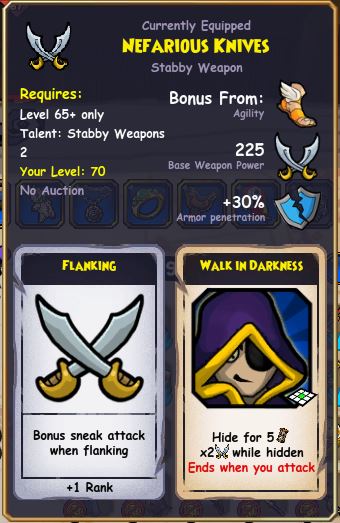 Currently Equipped
NEFARIOUS KNIVES
Stabby Weapon
Requires:
Level 65+ only
Talent: Stabby Weapons
2
Your Level: 70
No Auction
Bonus From:
Agility
225
Base Weapon Power
+30%
Armor penetration
FLANKING
Bonus sneak attack
when flanking
+1 Rank
WALK IN DARKNESS
Hide for 5
x2 while hidden
Ends when you attack